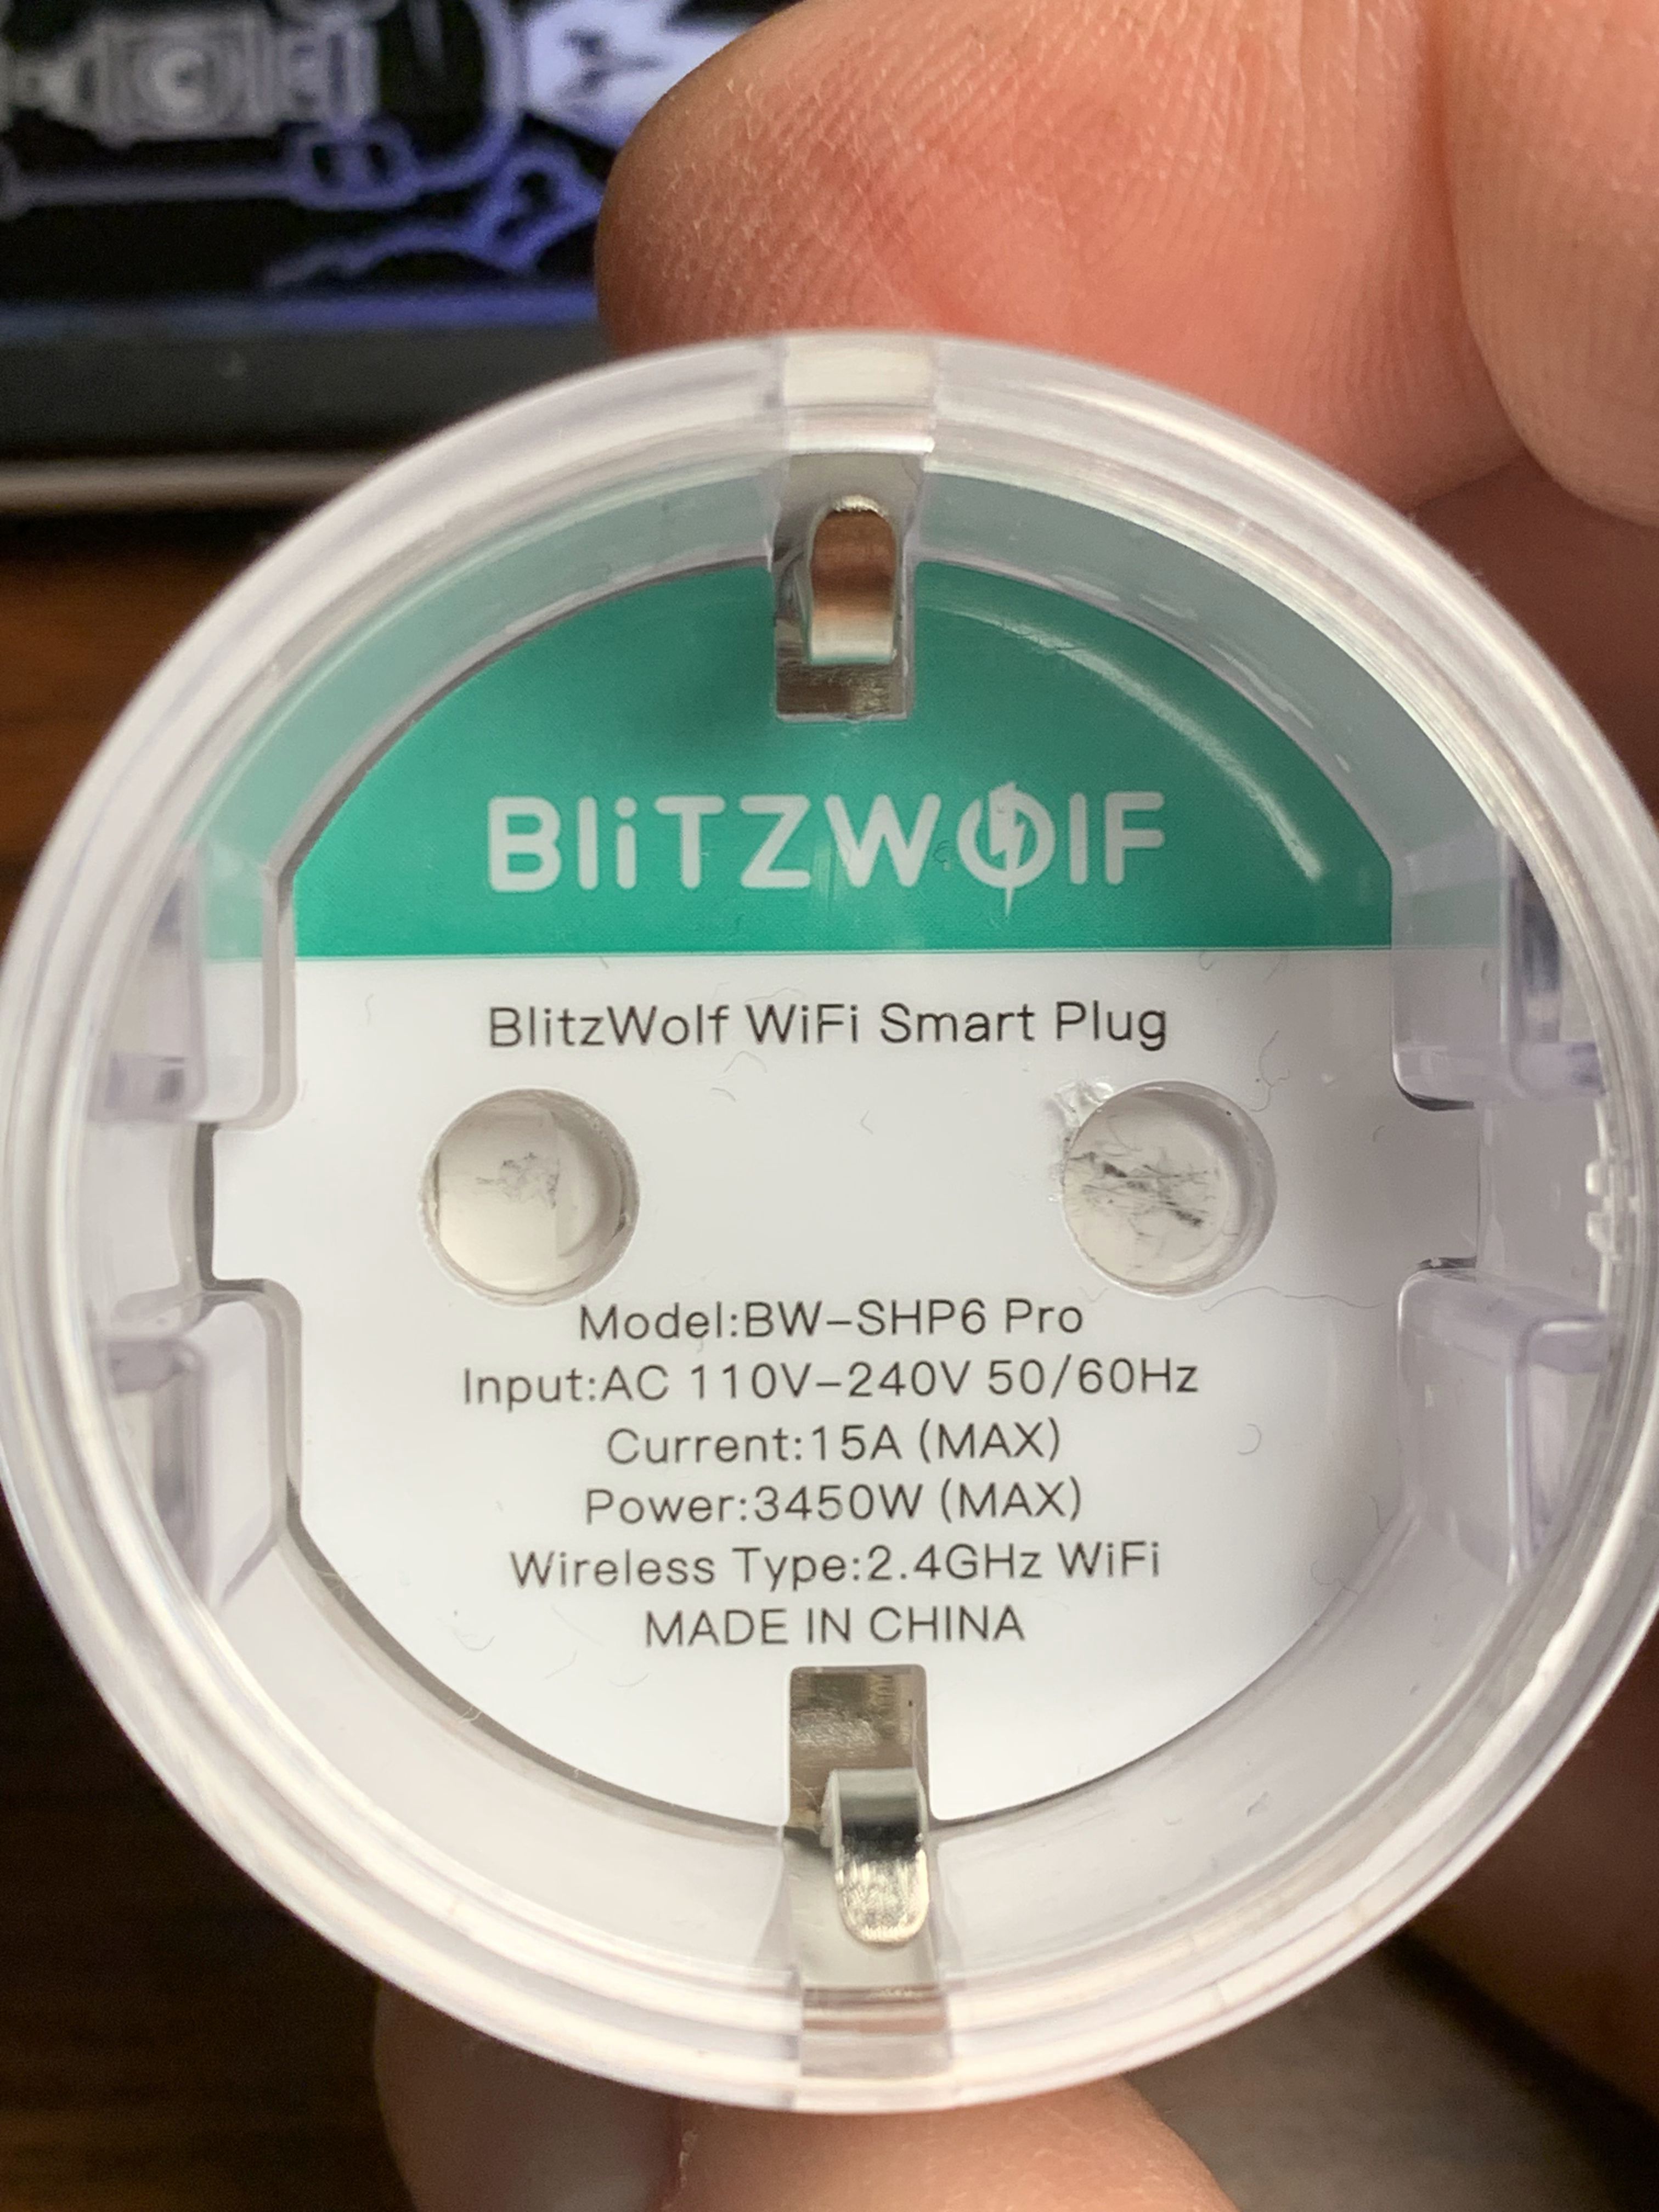 BliTZWOlF
BlitzWolf WiFi Smart Plug
Model:BW-SHP6 Pro
Input:AC 110V-240V 50/60Hz
Current:15A (MAX)
Power:3450W (MAX)
Wireless Type:2.4GHz WiFi
MADE IN CHINA